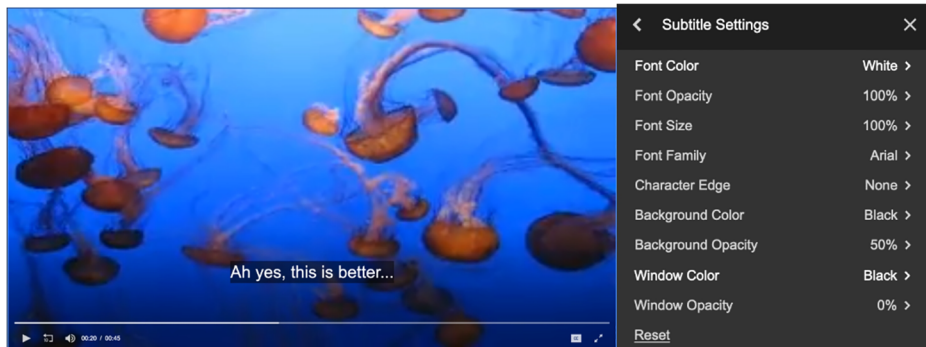 Subtitle Settings
Font Color White
Font Opacity 100%
Font Size 100%
Font Family Arial
Character Edge None
Background Color Black
Background Opacity 50%
Window Color Black
Window Opacity 0%
Reset
Ah yes, this is better...
00:20 / 00:45